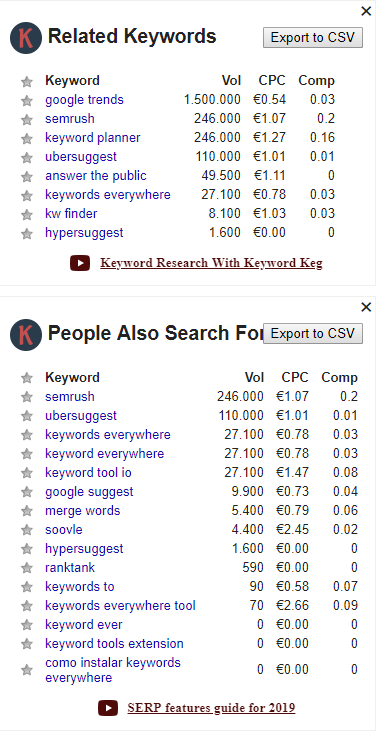 Related Keywords
Export to CSV
Keyword Vol CPC Comp
google trends 1.500.000 €0.54 0.03
semrush 246.000 €1.07 0.2
keyword planner 246.000 €1.27 0.16
ubersuggest 110.000 €1.01 0.01
answer the public 49.500 €1.11 0
keywords everywhere 27.100 €0.78 0.03
kw finder 8.100 €1.03 0.03
hypersuggest 1.600 €0.00 0
Keyword Research With Keyword Keg
People Also Search For
Export to CSV
Keyword Vol CPC Comp
semrush 246.000 €1.07 0.2
ubersuggest 110.000 €1.01 0.01
keywords everywhere 27.100 €0.78 0.03
keyword everywhere 27.100 €0.78 0.03
keyword tool io 27.100 €1.47 0.08
google suggest 9.900 €0.73 0.04
merge words 5.400 €0.79 0.06
soovle 4.400 €2.45 0.02
hypersuggest 1.600 €0.00 0
ranktank 590 €0.00 0
keywords to 90 €0.58 0.07
keywords everywhere tool 70 €2.66 0.09
keyword ever 0 €0.00 0
keyword tools extension 0 €0.00 0
como instalar keywords
everywhere 0 €0.00 0
SERP features guide for 2019